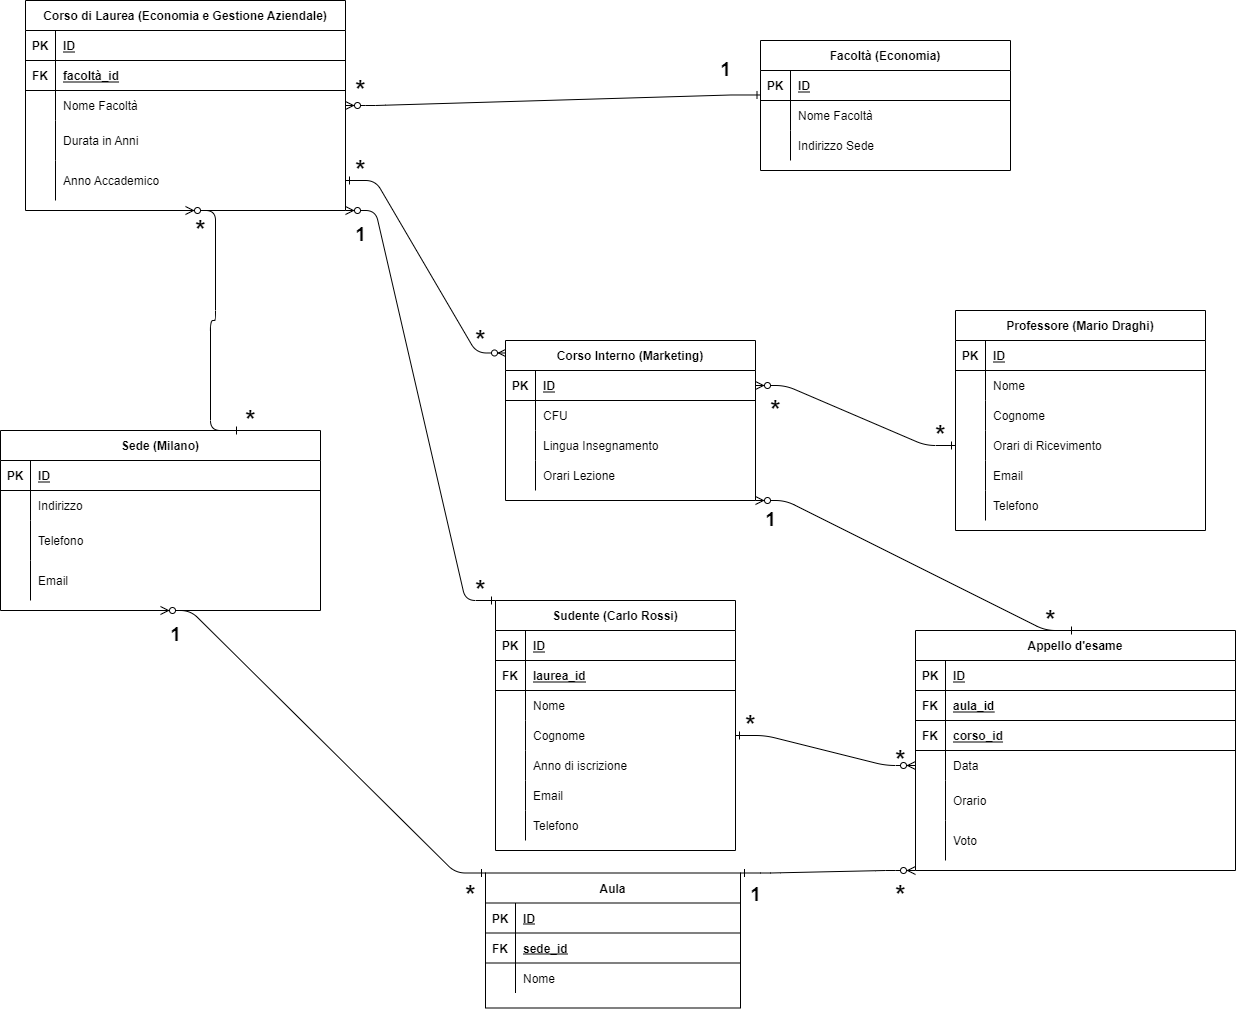 Corso di Laurea (Economia e Gestione Aziendale)
PK ID
FK facoltà_id
Nome Facoltà
Durata in Anni
Anno Accademico
*
1
*
*
1
Facoltà (Economia)
PK ID
Nome Facoltà
Indirizzo Sede
*
*
Corso Interno (Marketing)
PK ID
CFU
Lingua Insegnamento
Orari Lezione
*
*
1
Professore (Mario Draghi)
PK ID
Nome
Cognome
Orari di Ricevimento
Email
Telefono
Sede (Milano)
PK ID
Indirizzo
Telefono
Email
1
*
*
Sudente (Carlo Rossi)
PK ID
FK laurea_id
Nome
Cognome
Anno di iscrizione
Email
Telefono
*
*
Appello d'esame
PK ID
FK aula_id
FK corso_id
Data
Orario
Voto
*
1
*
Aula
PK ID
FK sede_id
Nome